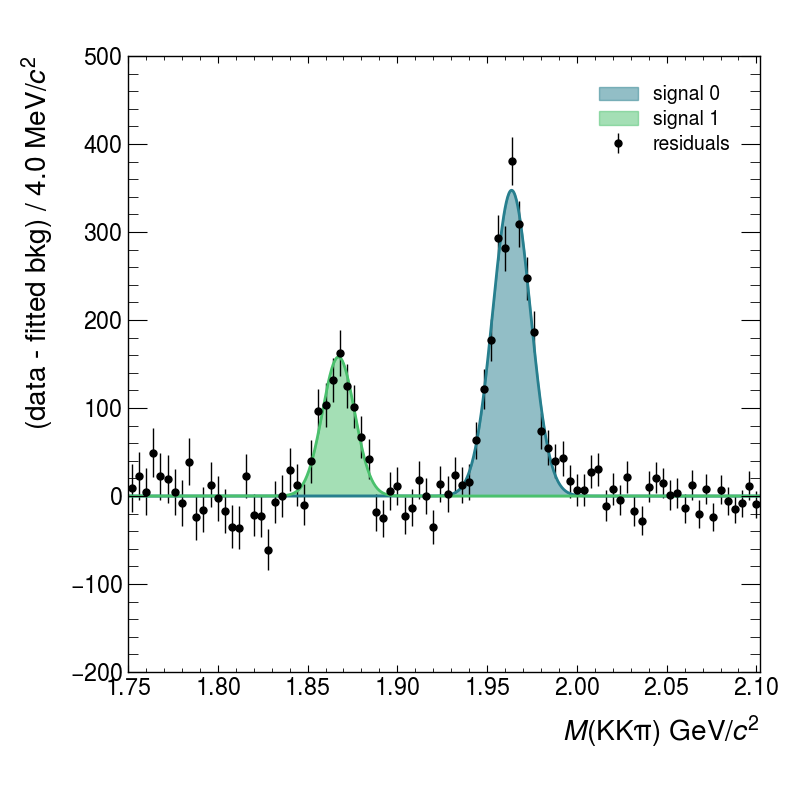 (data - fitted bkg) / 4.0 MeV/c²
500
400
300
200
100
0
−100
−200
signal 0
signal 1
residuals
1.75 1.80 1.85 1.90 1.95 2.00 2.05 2.10
M(KKπ) GeV/c²